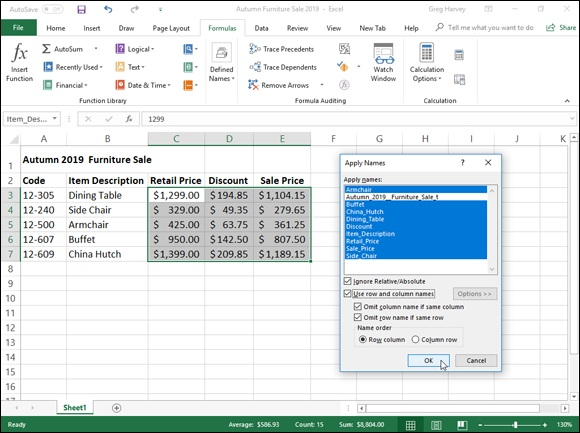 AutoSave Off Autumn Furniture Sale 2019 - Excel Greg Harvey
File Home Insert Draw Page Layout Formulas Data Review View New Tab Help Tell me what you want to do
fx Insert Function
AutoSum
Recently Used
Financial
Logical
Text
Date & Time
Function Library
Defined Names
Trace Precedents
Trace Dependents
Remove Arrows
Formula Auditing
Watch Window
Calculation Options
Calculation
Item_Des... fx 1299
A B C D E F G H I J K
1 Autumn 2019 Furniture Sale
2 Code Item Description Retail Price Discount Sale Price
3 12-305 Dining Table $1,299.00 $194.85 $1,104.15
4 12-240 Side Chair $ 329.00 $ 49.35 $ 279.65
5 12-500 Armchair $ 425.00 $ 63.75 $ 361.25
6 12-607 Buffet $ 950.00 $142.50 $ 807.50
7 12-609 China Hutch $1,399.00 $209.85 $1,189.15
8
9
10
11
12
13
14
15
16
17
Apply Names ? ×
Apply names:
Armchair
Autumn_2019__Furniture_Sale_t
Buffet
China_Hutch
Dining_Table
Discount
Item_Description
Retail_Price
Sale_Price
Side_Chair
Ignore Relative/Absolute
Use row and column names Options >>
Omit column name if same column
Omit row name if same row
Name order
Row column Column row
OK Cancel
Sheet1
Average: $586.93 Count: 15 Sum: $8,804.00 130%